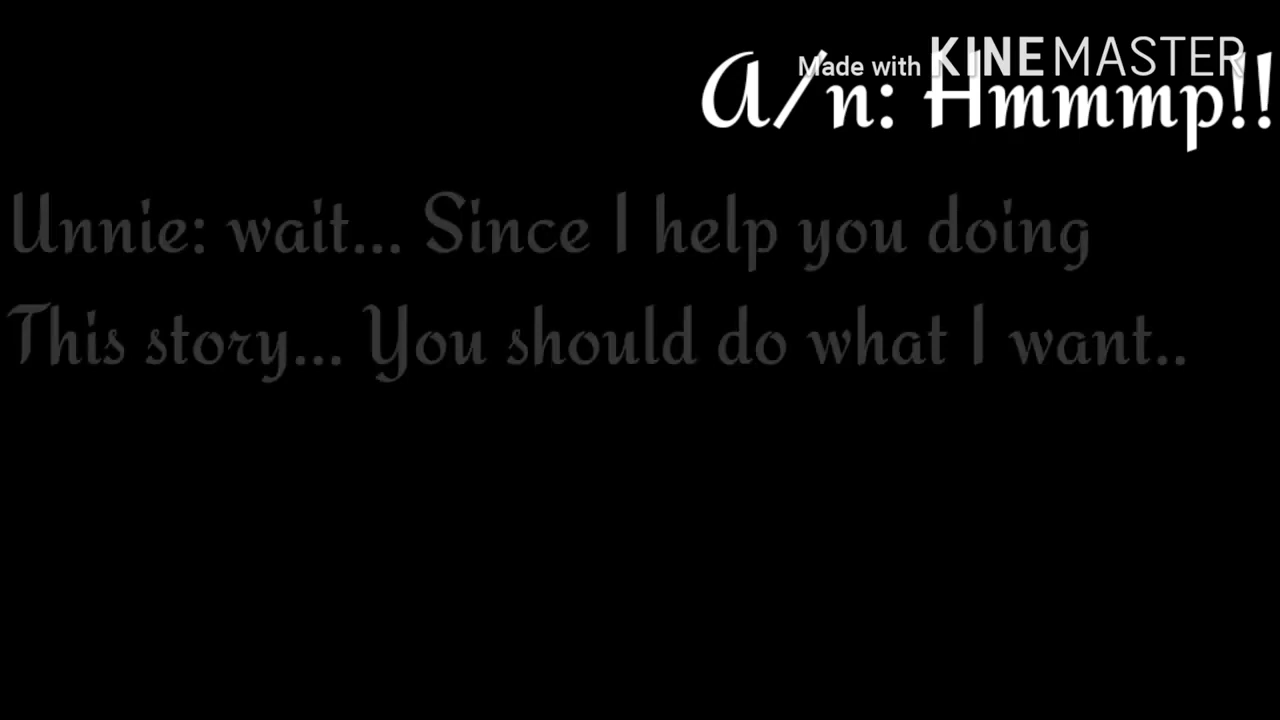 Made with KINEMASTER
A/n: Hmmmp!!
Unnie: wait... Since I help you doing
This story... You should do what I want..